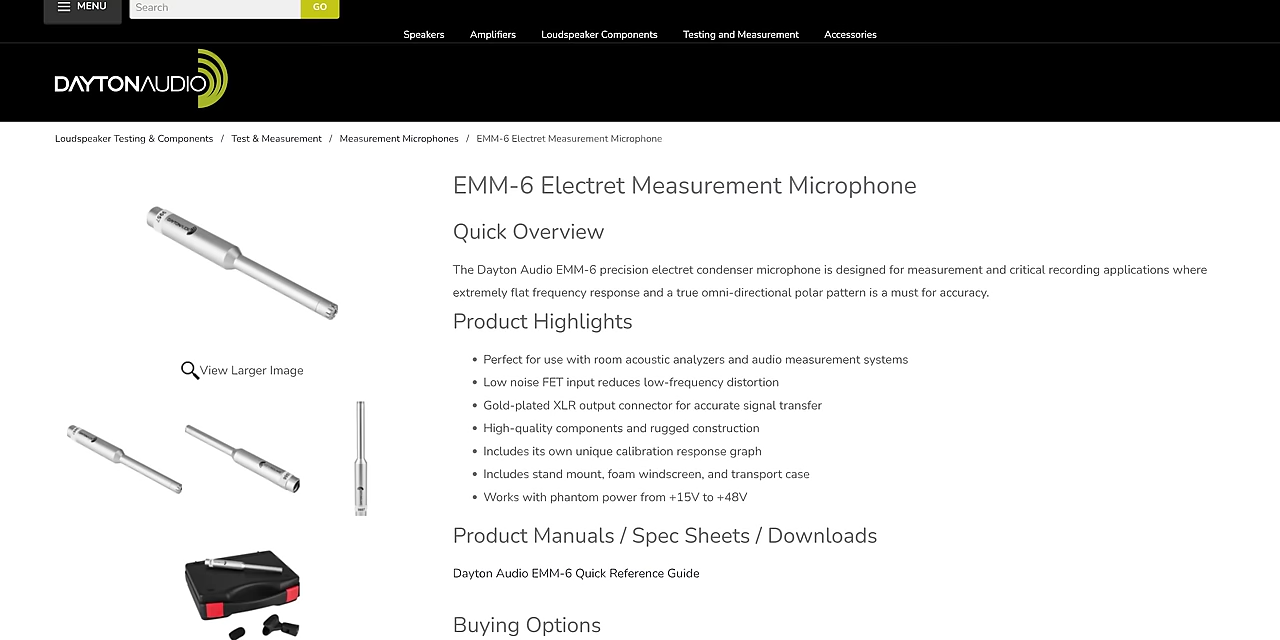 MENU
Search
GO
Speakers
Amplifiers
Loudspeaker Components
Testing and Measurement
Accessories
DAYTONAUDIO
Loudspeaker Testing & Components / Test & Measurement / Measurement Microphones / EMM-6 Electret Measurement Microphone
EMM-6 Electret Measurement Microphone
Quick Overview
The Dayton Audio EMM-6 precision electret condenser microphone is designed for measurement and critical recording applications where
extremely flat frequency response and a true omni-directional polar pattern is a must for accuracy.
Product Highlights
• Perfect for use with room acoustic analyzers and audio measurement systems
• Low noise FET input reduces low-frequency distortion
• Gold-plated XLR output connector for accurate signal transfer
• High-quality components and rugged construction
• Includes its own unique calibration response graph
• Includes stand mount, foam windscreen, and transport case
• Works with phantom power from +15V to +48V
View Larger Image
Product Manuals / Spec Sheets / Downloads
Dayton Audio EMM-6 Quick Reference Guide
Buying Options